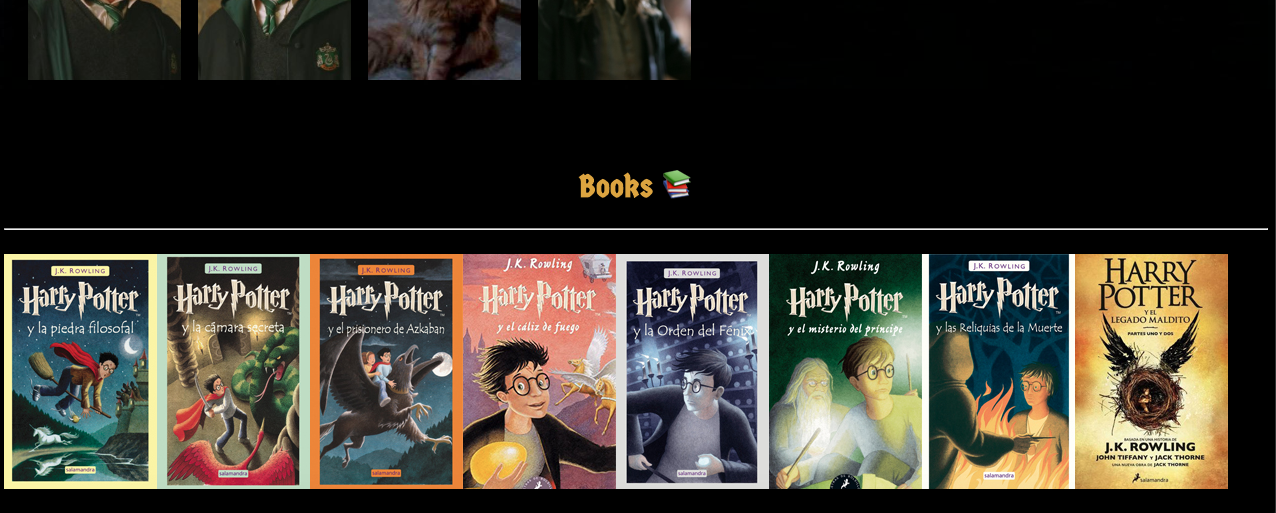 Books 📚
J.K. ROWLING
Harry Potter
y la piedra filosofal
salamandra
J.K. ROWLING
Harry Potter
y la cámara secreta
salamandra
J.K. ROWLING
Harry Potter
y el prisionero de Azkaban
salamandra
J.K. Rowling
Harry Potter
y el cáliz de fuego
J.K. ROWLING
Harry Potter
y la Orden del Fénix
salamandra
J.K. Rowling
Harry Potter
y el misterio del príncipe
J.K. ROWLING
Harry Potter
y las Reliquias de la Muerte
salamandra
HARRY
POTTER
Y EL
LEGADO MALDITO
PARTES UNO Y DOS
BASADA EN UNA HISTORIA DE
J.K. ROWLING
JOHN TIFFANY Y JACK THORNE
UNA NUEVA OBRA DE JACK THORNE
salamandra